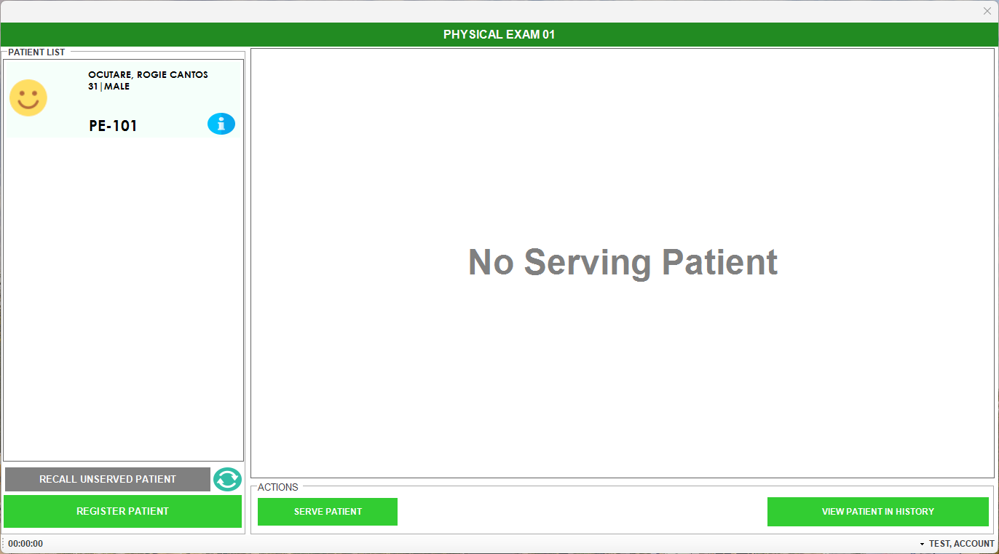 PHYSICAL EXAM 01
PATIENT LIST
OCUTARE, ROGIE CANTOS
31|MALE
PE-101
i
No Serving Patient
RECALL UNSERVED PATIENT
REGISTER PATIENT
ACTIONS
SERVE PATIENT
VIEW PATIENT IN HISTORY
00:00:00
TEST, ACCOUNT